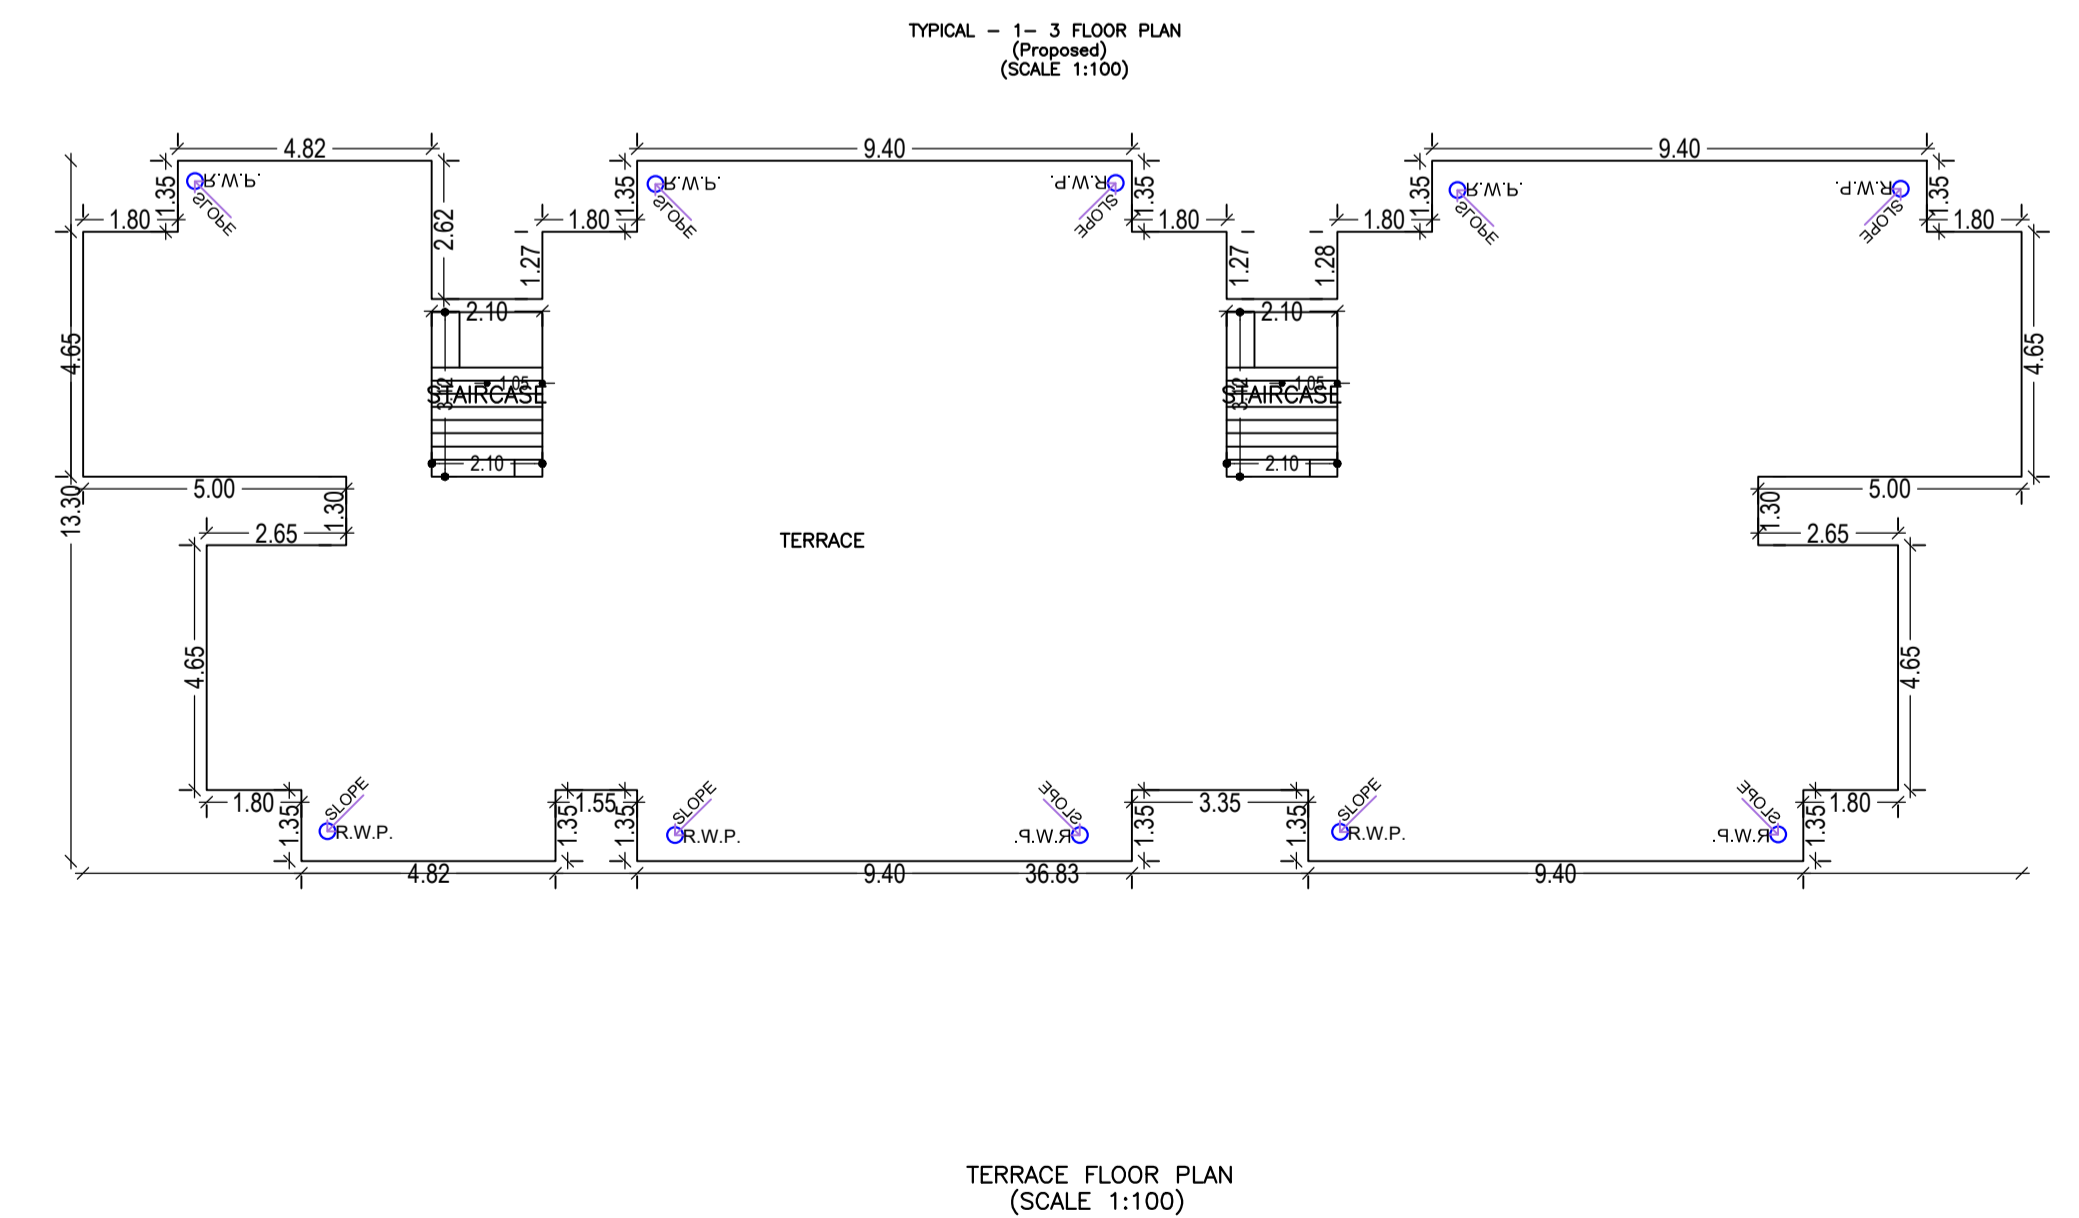 TYPICAL - 1- 3 FLOOR PLAN
(Proposed)
(SCALE 1:100)
4.82
9.40
9.40
1.35
R.W.P.
SLOPE
1.35
R.W.P.
SLOPE
R.W.P.
SLOPE
1.35
1.35
R.W.P.
SLOPE
R.W.P.
SLOPE
1.35
1.80
2.62
1.80
1.80
1.80
1.80
1.27
1.27
1.28
2.10
2.10
4.65
4.65
1.05
1.05
STAIRCASE
STAIRCASE
3.12
3.12
2.10
2.10
5.00
5.00
13.30
1.30
1.30
2.65
2.65
TERRACE
4.65
4.65
1.80
1.35
SLOPE
R.W.P.
1.35
1.55
1.35
SLOPE
R.W.P.
SLOPE
R.W.P.
1.35
3.35
1.35
SLOPE
R.W.P.
SLOPE
R.W.P.
1.35
1.80
4.82
9.40
36.83
9.40
TERRACE FLOOR PLAN
(SCALE 1:100)